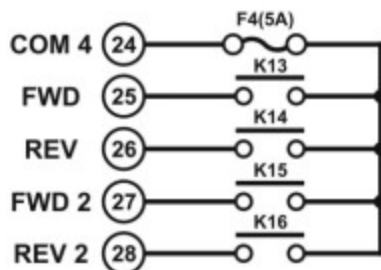 F4(5A)
COM 4 24
K13
FWD 25
K14
REV 26
K15
FWD 2 27
K16
REV 2 28